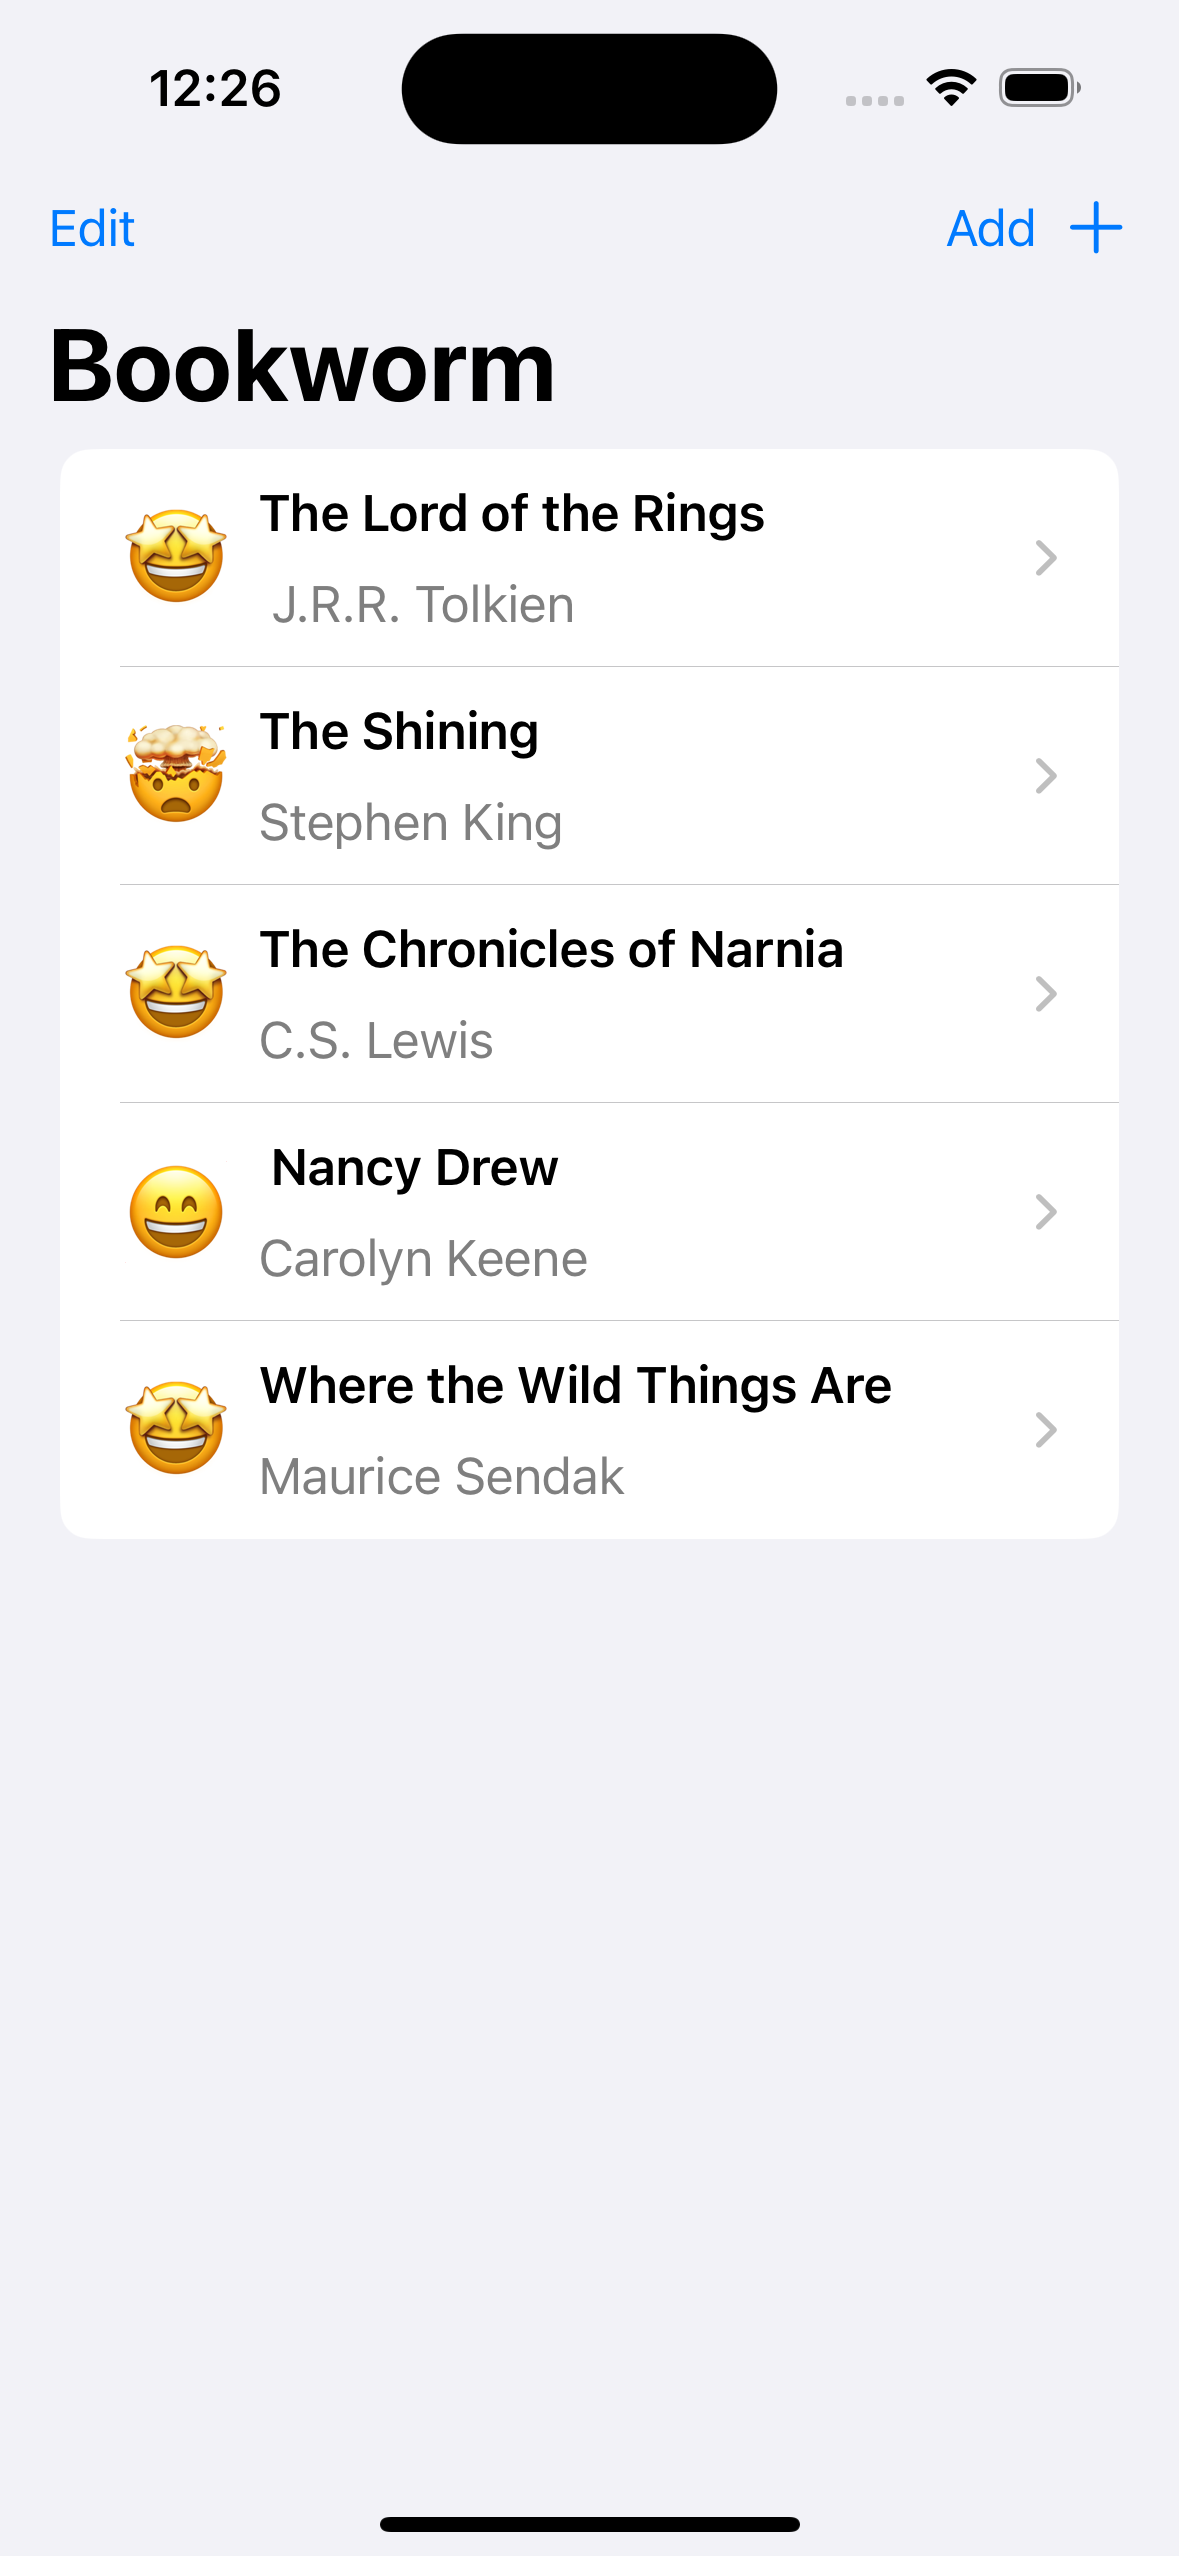 12:26
Edit Add +
Bookworm
The Lord of the Rings
J.R.R. Tolkien
The Shining
Stephen King
The Chronicles of Narnia
C.S. Lewis
Nancy Drew
Carolyn Keene
Where the Wild Things Are
Maurice Sendak